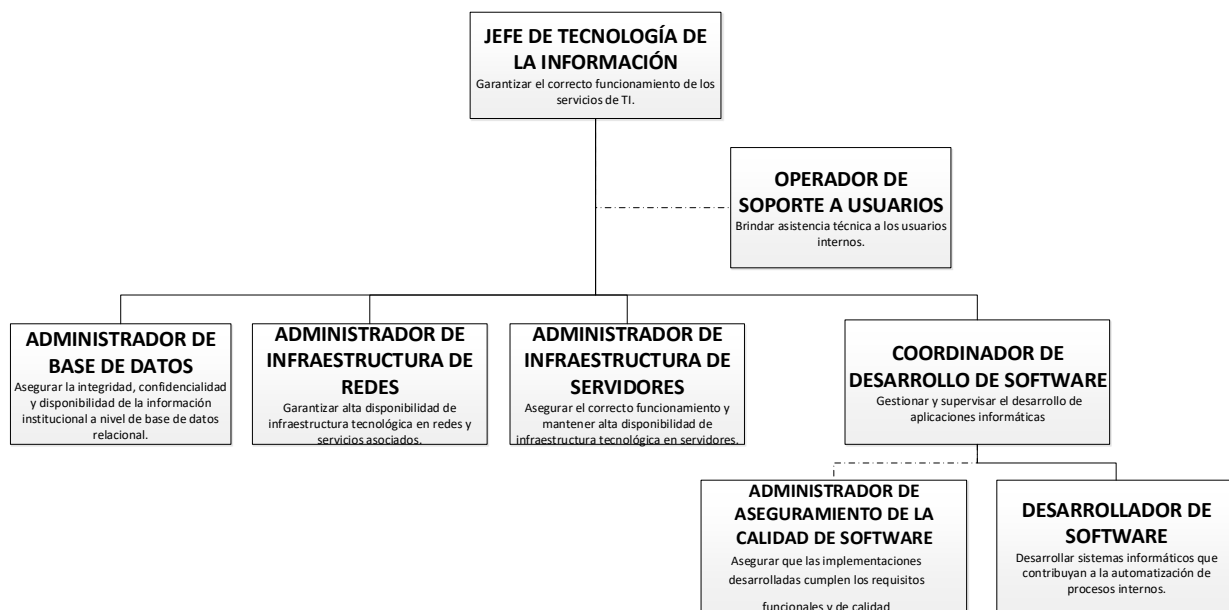 JEFE DE TECNOLOGÍA DE
LA INFORMACIÓN
Garantizar el correcto funcionamiento de los
servicios de TI.
OPERADOR DE
SOPORTE A USUARIOS
Brindar asistencia técnica a los usuarios
internos.
ADMINISTRADOR DE
BASE DE DATOS
Asegurar la integridad, confidencialidad
y disponibilidad de la información
institucional a nivel de base de datos
relacional.
ADMINISTRADOR DE
INFRAESTRUCTURA DE
REDES
Garantizar alta disponibilidad de
infraestructura tecnológica en redes y
servicios asociados.
ADMINISTRADOR DE
INFRAESTRUCTURA DE
SERVIDORES
Asegurar el correcto funcionamiento y
mantener alta disponibilidad de
infraestructura tecnológica en servidores.
COORDINADOR DE
DESARROLLO DE SOFTWARE
Gestionar y supervisar el desarrollo de
aplicaciones informáticas
ADMINISTRADOR DE
ASEGURAMIENTO DE LA
CALIDAD DE SOFTWARE
Asegurar que las implementaciones
desarrolladas cumplen los requisitos
funcionales y de calidad
DESARROLLADOR DE
SOFTWARE
Desarrollar sistemas informáticos que
contribuyan a la automatización de
procesos internos.